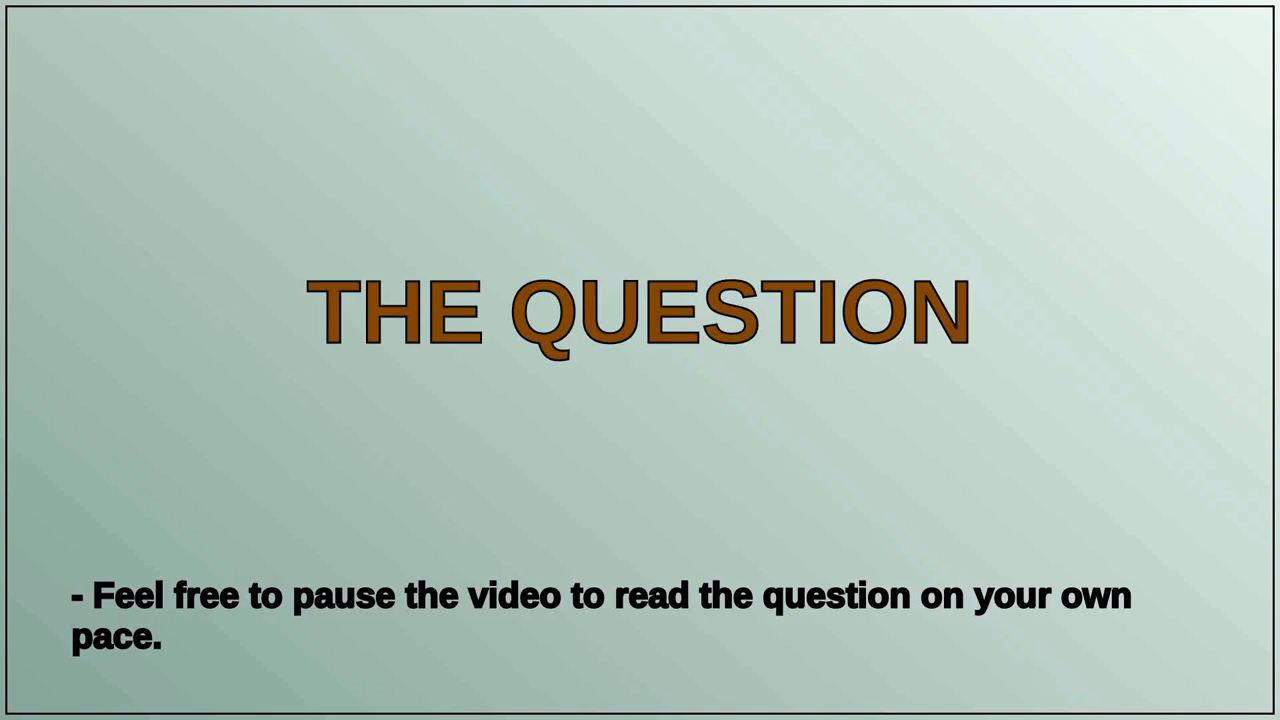 THE QUESTION
- Feel free to pause the video to read the question on your own
pace.